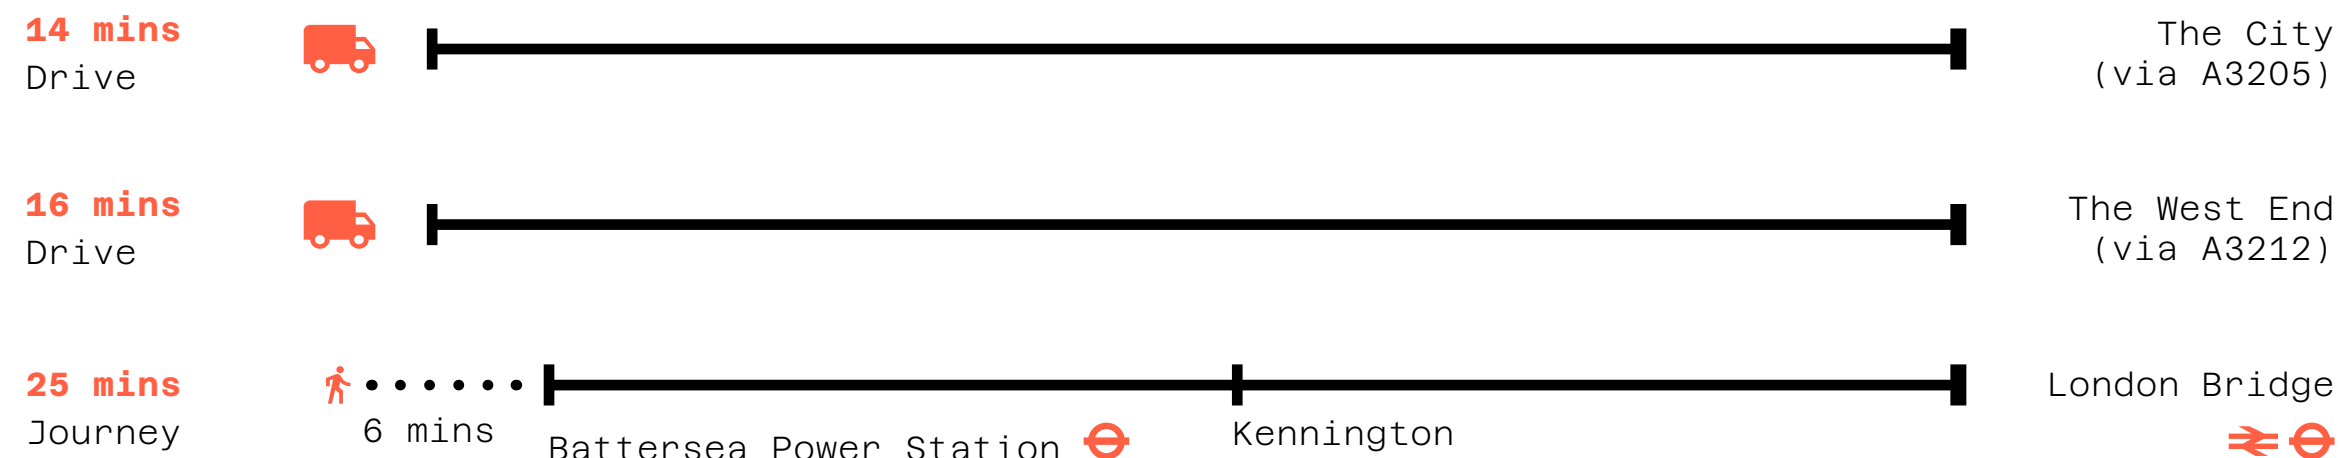 14 mins
Drive
The City
(via A3205)
16 mins
Drive
The West End
(via A3212)
25 mins
Journey
6 mins
Battersea Power Station
Kennington
London Bridge